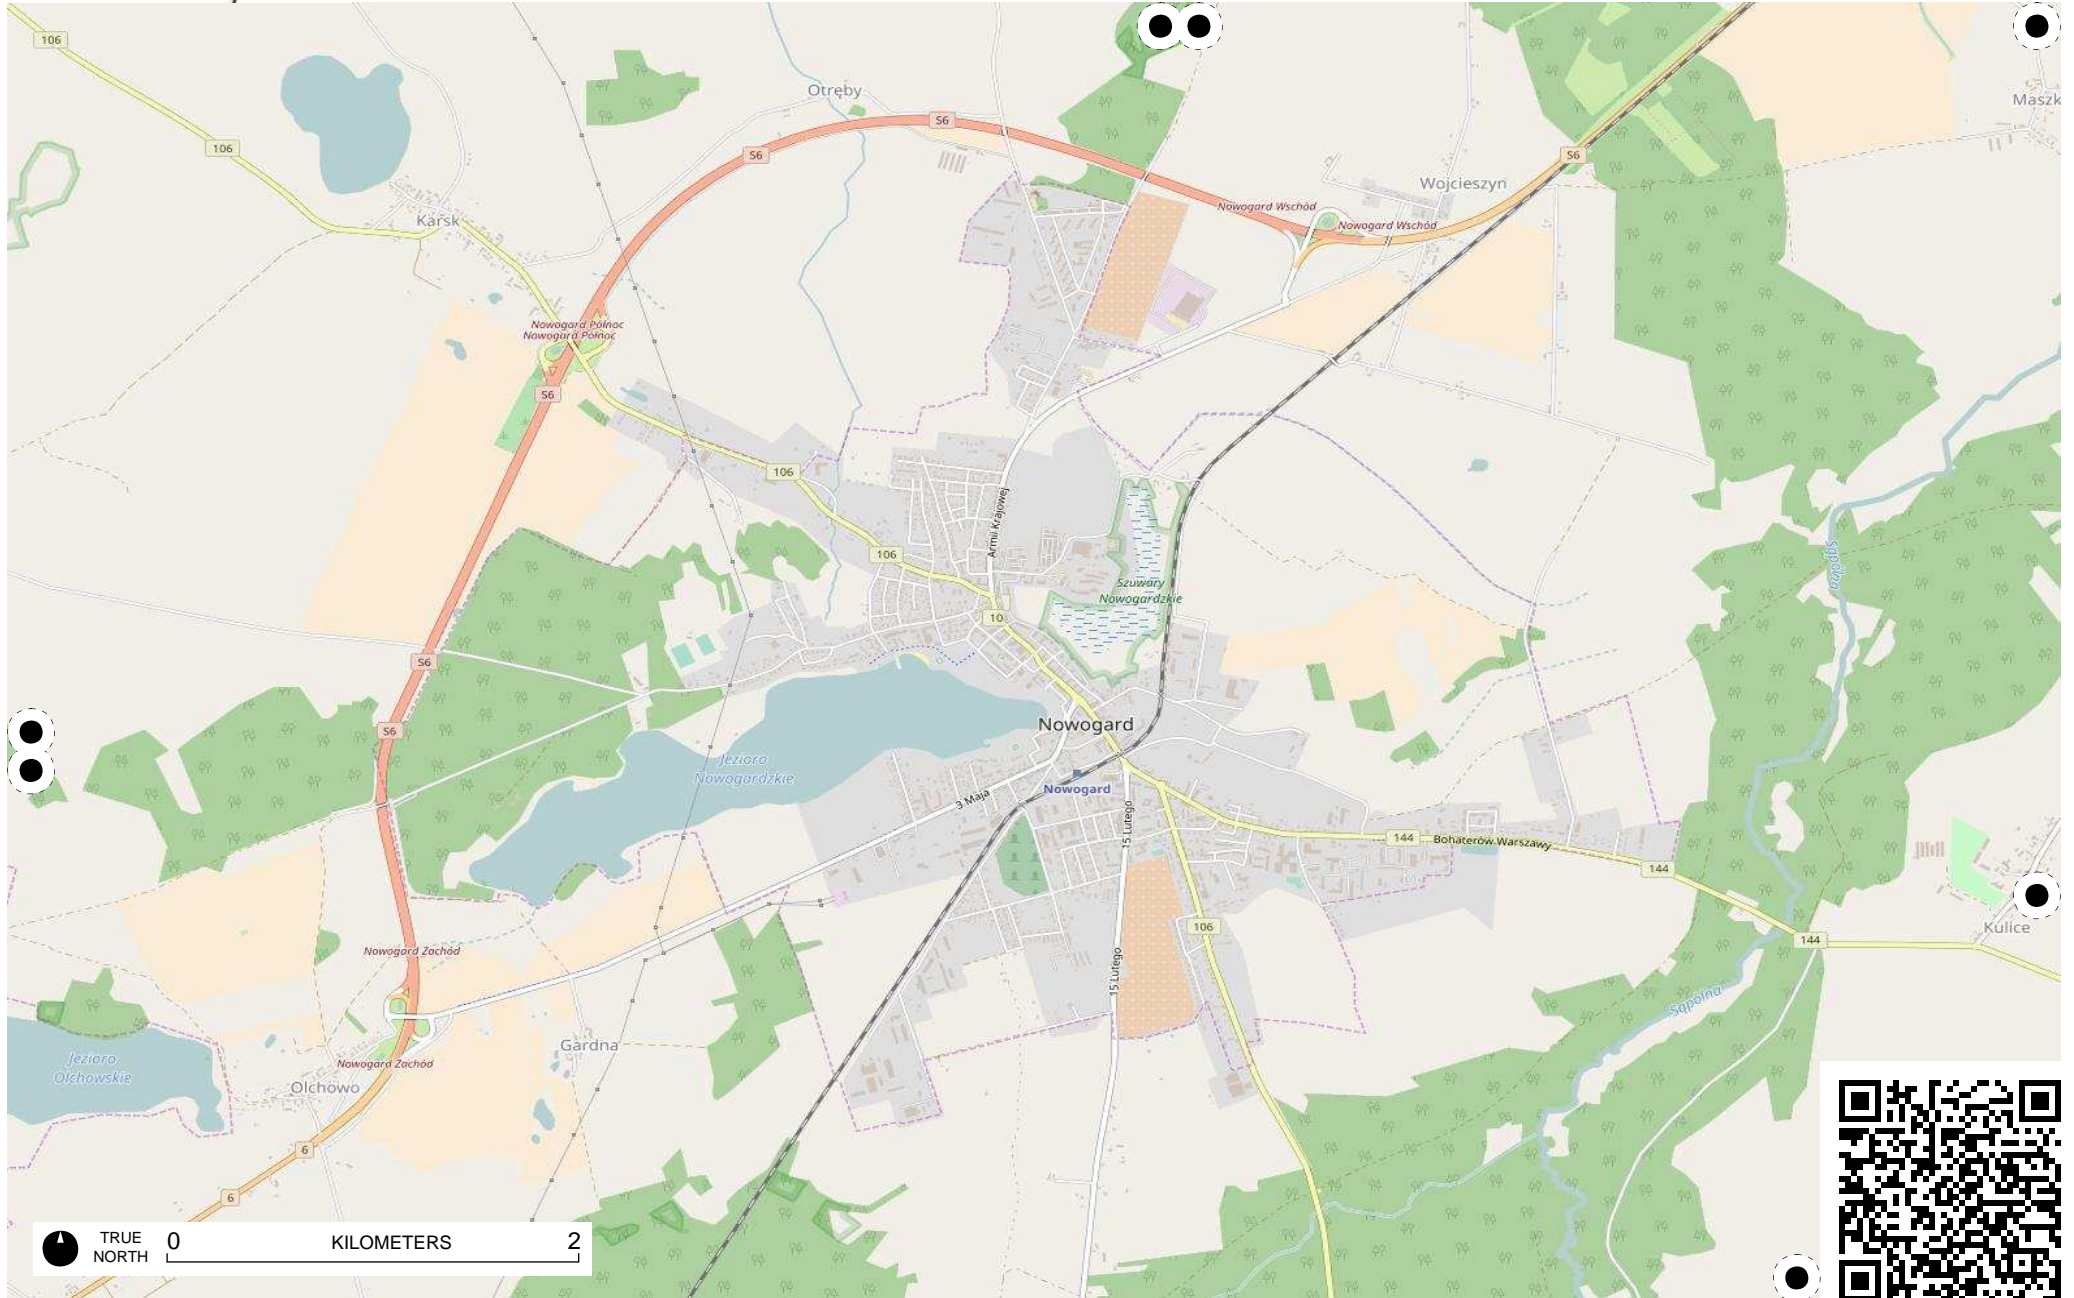 106
Otręby
S6
Maszk
106
S6
S6
Wojcieszyn
Nowogard Wschód
Karsk
Nowogard Wschód
Nowogard Północ
Nowogard Północ
S6
106
Armii Krajowej
106
Sąpolna
Szuwary
Nowogardzkie
10
S6
Nowogard
S6
Jezioro
Nowogardzkie
Nowogard
3 Maja
15 Lutego
144
Bohaterów Warszawy
144
106
Kulice
144
Nowogard Zachód
15 Lutego
Sąpolna
Gardna
Jezioro
Olchowskie
Nowogard Zachód
Olchowo
6
6
TRUE
NORTH
0
KILOMETERS
2